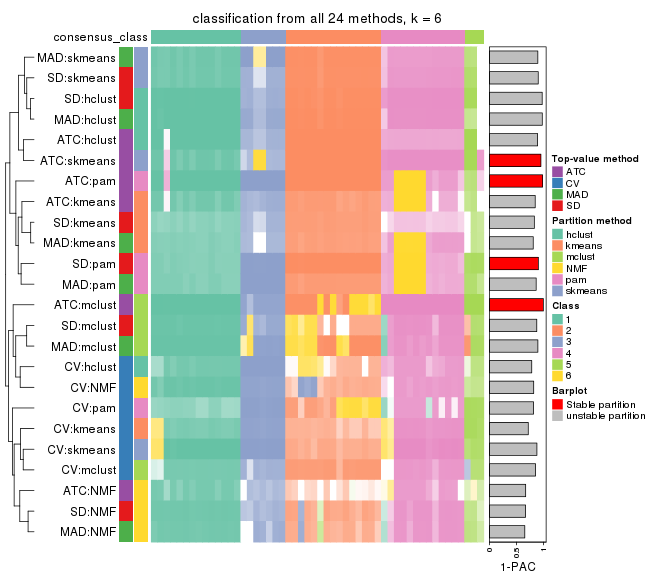 classification from all 24 methods, k = 6
consensus_class
MAD:skmeans
SD:skmeans
SD:hclust
MAD:hclust
ATC:hclust
ATC:skmeans
ATC:pam
ATC:kmeans
SD:kmeans
MAD:kmeans
SD:pam
MAD:pam
ATC:mclust
SD:mclust
MAD:mclust
CV:hclust
CV:NMF
CV:pam
CV:kmeans
CV:skmeans
CV:mclust
ATC:NMF
SD:NMF
MAD:NMF
0
0.5
1
1-PAC
Top-value method
ATC
CV
MAD
SD
Partition method
hclust
kmeans
mclust
NMF
pam
skmeans
Class
1
2
3
4
5
6
Barplot
Stable partition
unstable partition